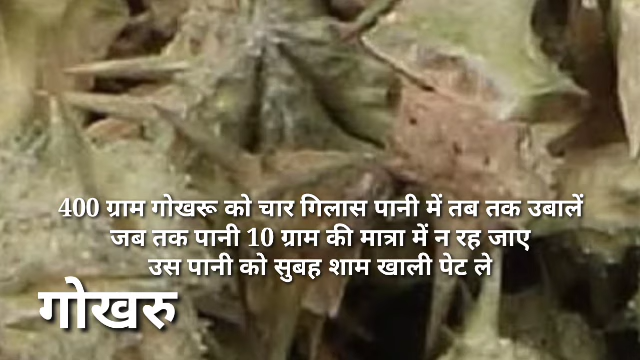 400 ग्राम गोखरू को चार गिलास पानी में तब तक उबालें
जब तक पानी 10 ग्राम की मात्रा में न रह जाए
उस पानी को सुबह शाम खाली पेट ले
गोखरु